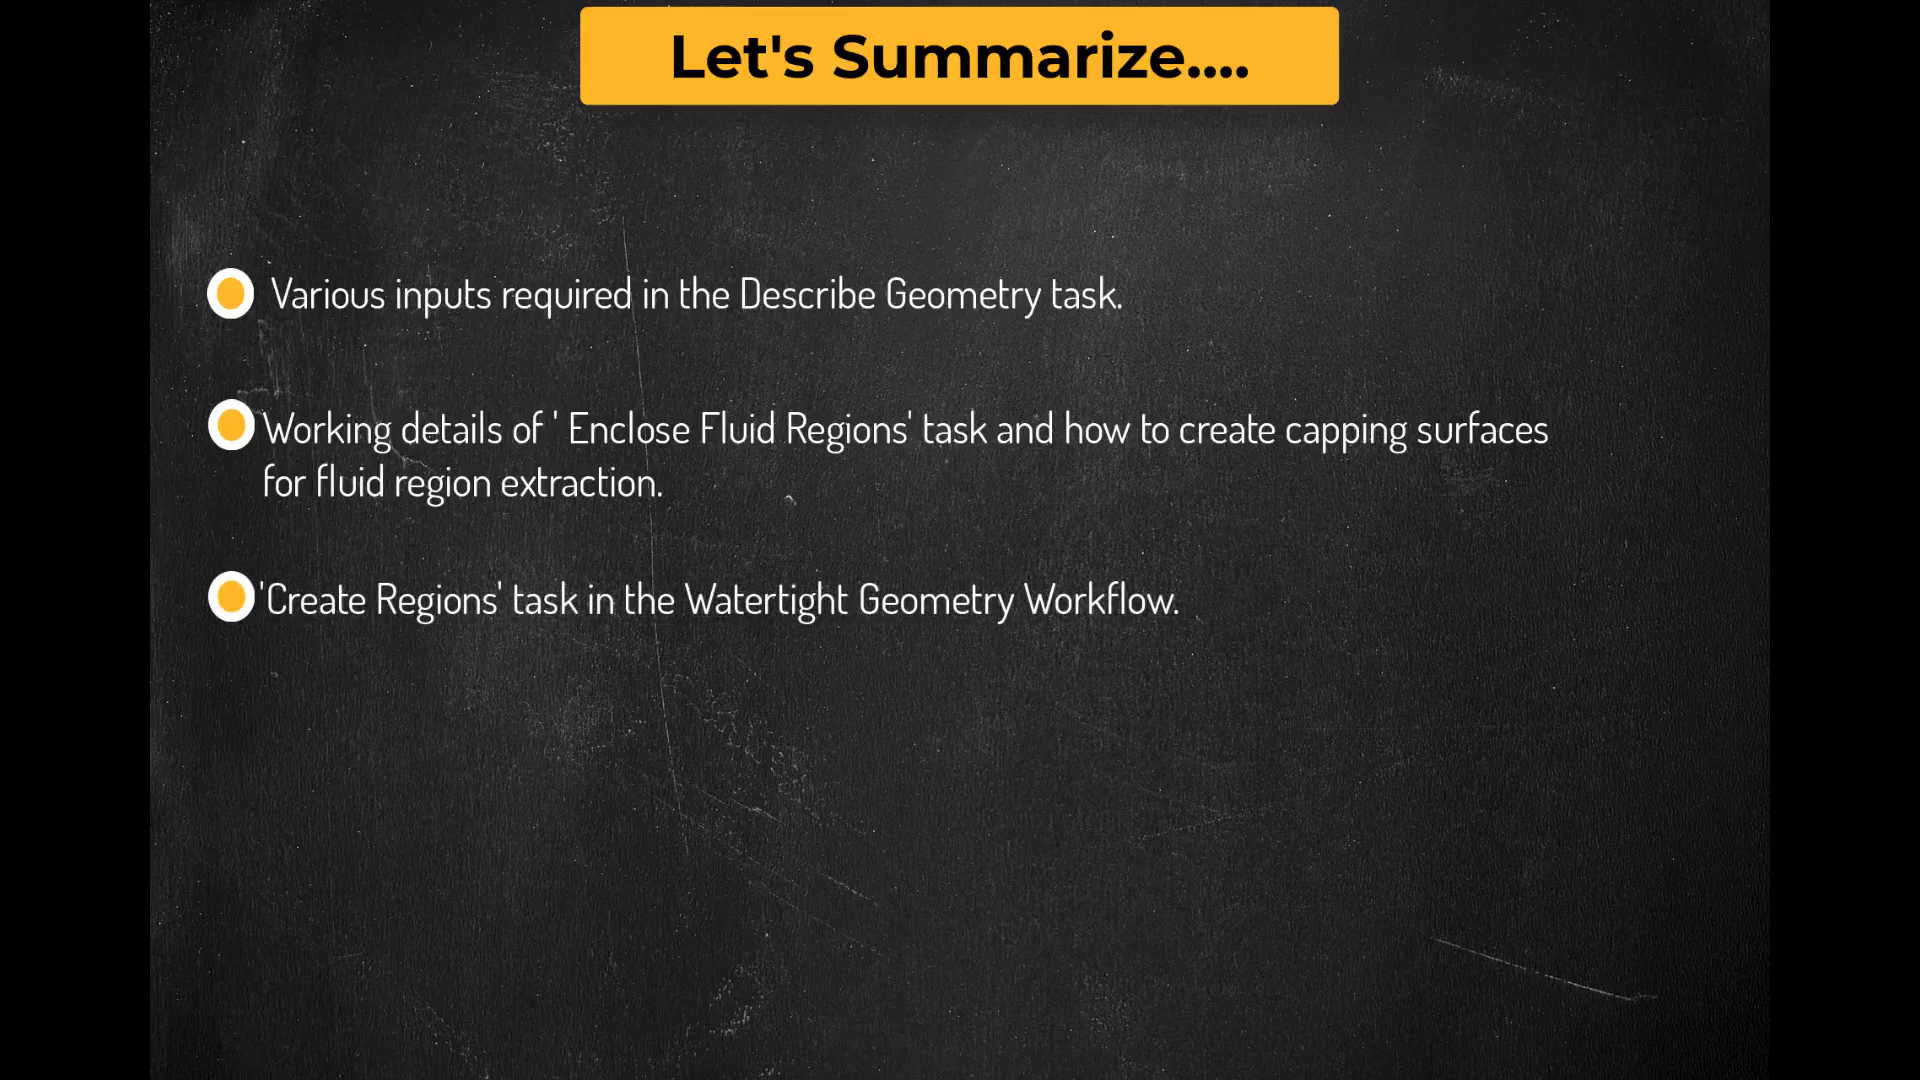 Let's Summarize....
Various inputs required in the Describe Geometry task.
Working details of ' Enclose Fluid Regions' task and how to create capping surfaces
for fluid region extraction.
'Create Regions' task in the Watertight Geometry Workflow.